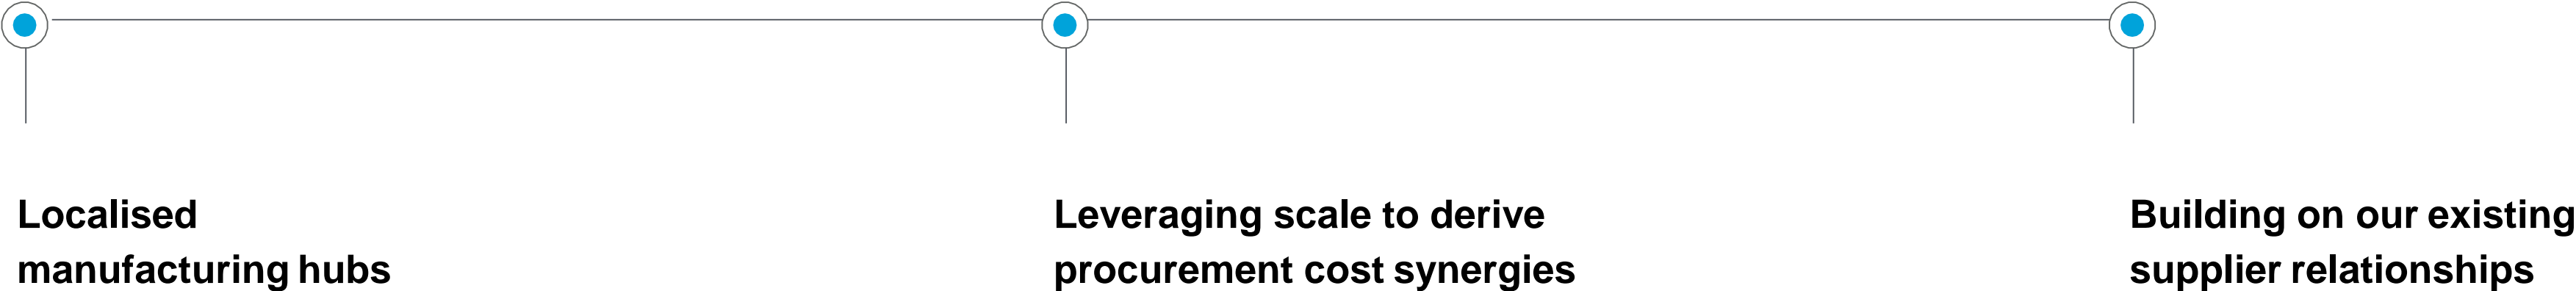 Localised
manufacturing hubs
Leveraging scale to derive
procurement cost synergies
Building on our existing
supplier relationships